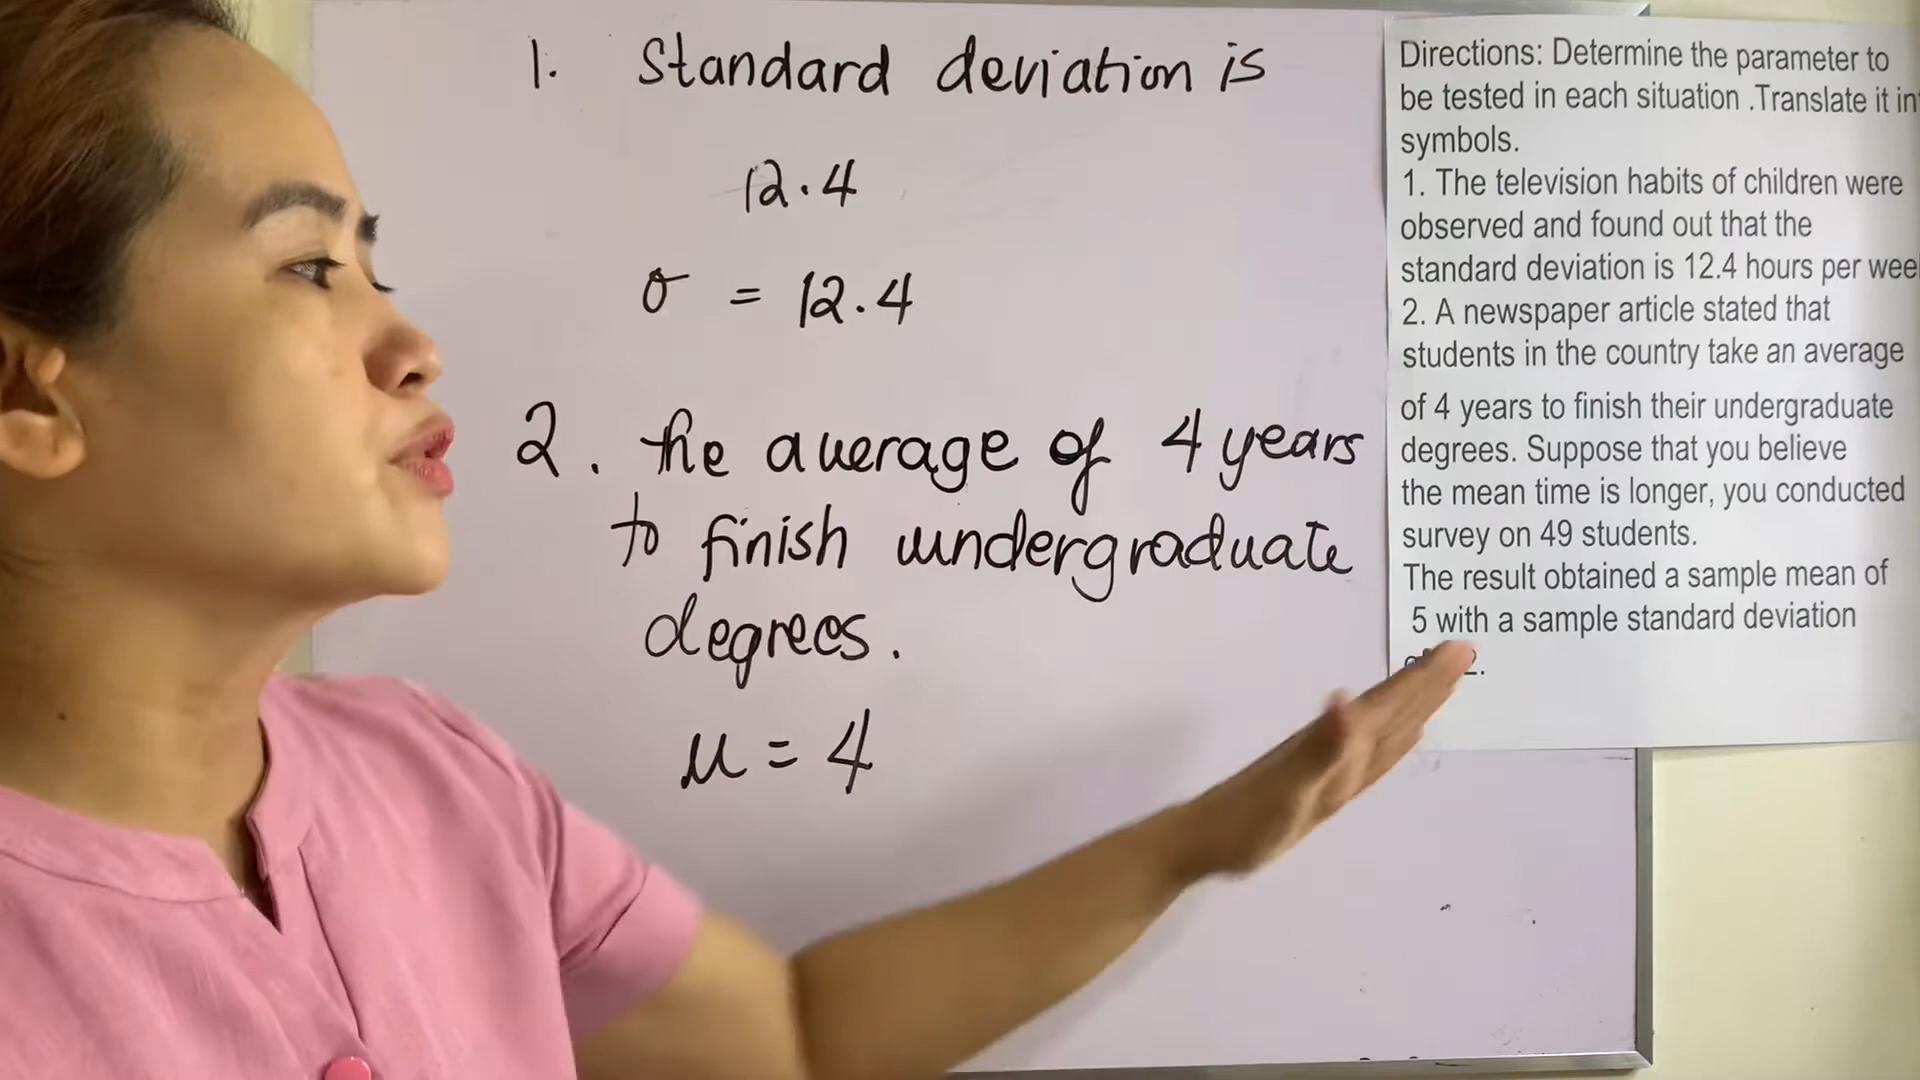 1. Standard deviation is
12.4
σ = 12.4
2. the average of 4 years
to finish undergraduate
degrees.
μ = 4
Directions: Determine the parameter to
be tested in each situation .Translate it
symbols.
1. The television habits of children were
observed and found out that the
standard deviation is 12.4 hours per
2. A newspaper article stated that
students in the country take an average
of 4 years to finish their undergraduate
degrees. Suppose that you believe
the mean time is longer, you conducted
survey on 49 students.
The result obtained a sample mean of
5 with a sample standard deviation
2.